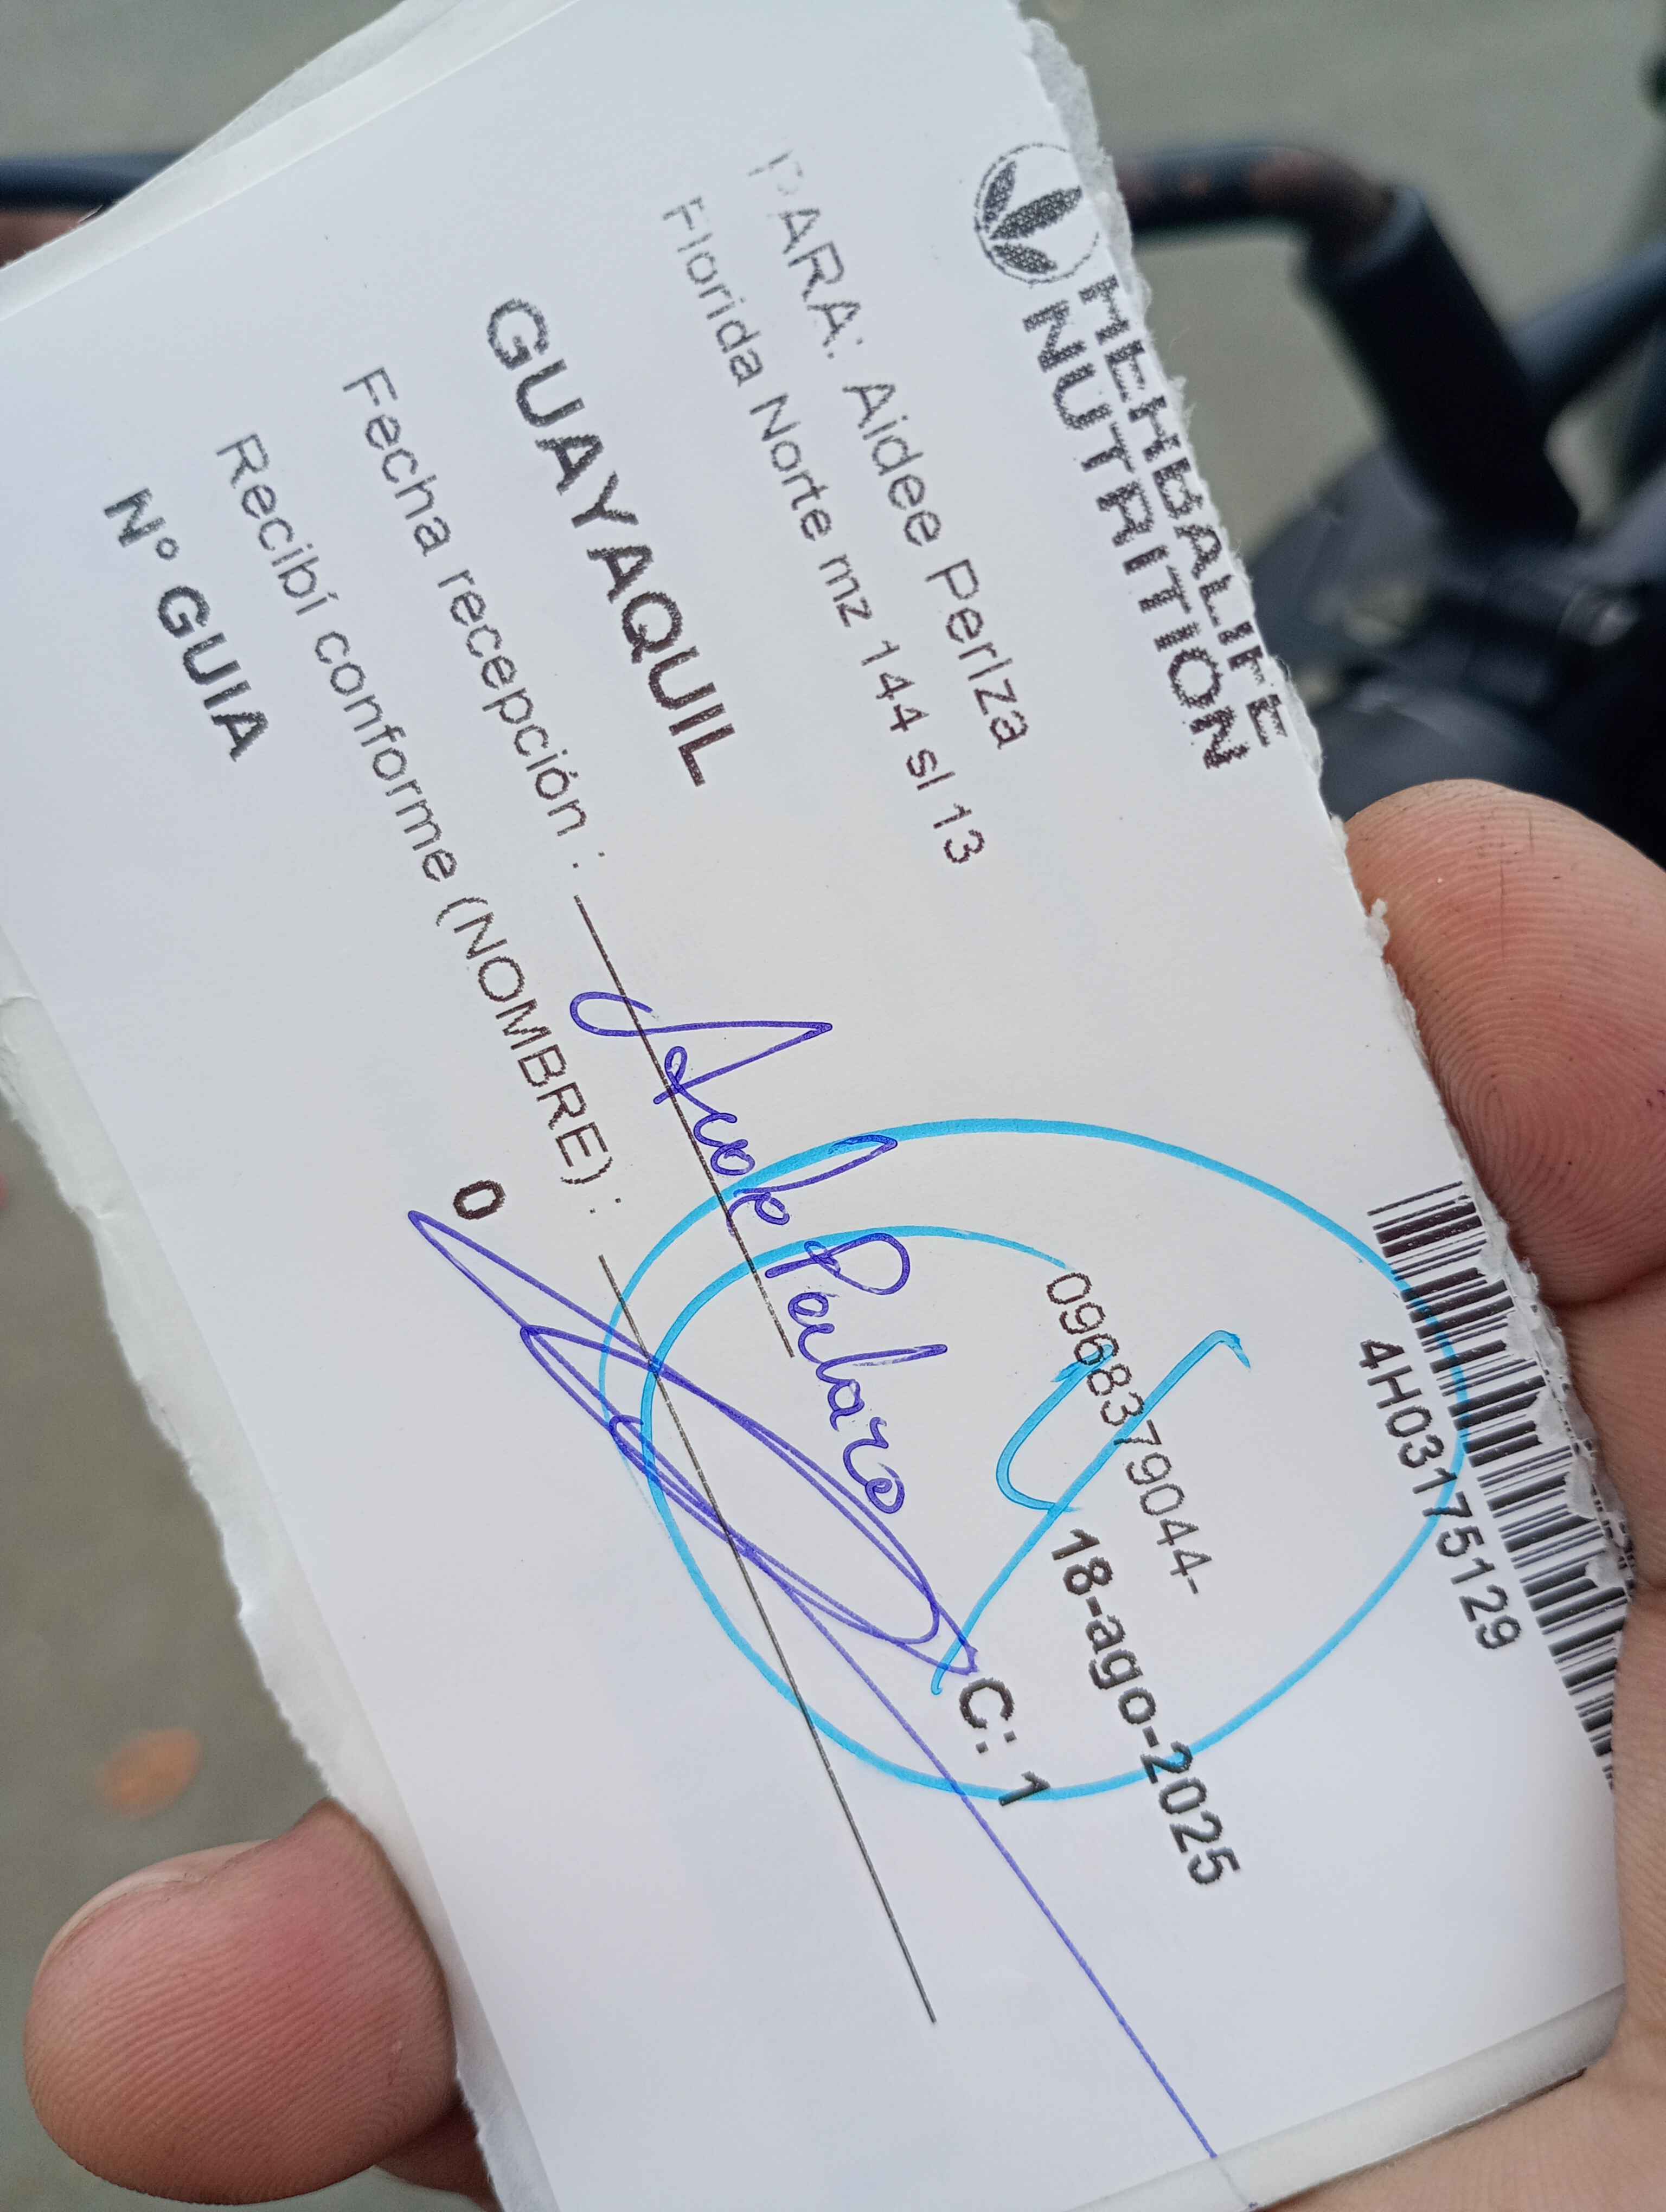 HERBALIFE
NUTRITION
4H03175129
PARA: Aidee Perlza
0968379044-
Florida Norte mz 144 sl 13
18-ago-2025
GUAYAQUIL
C: 1
Fecha recepción :
Recibí conforme (NOMBRE) :
N° GUIA 0